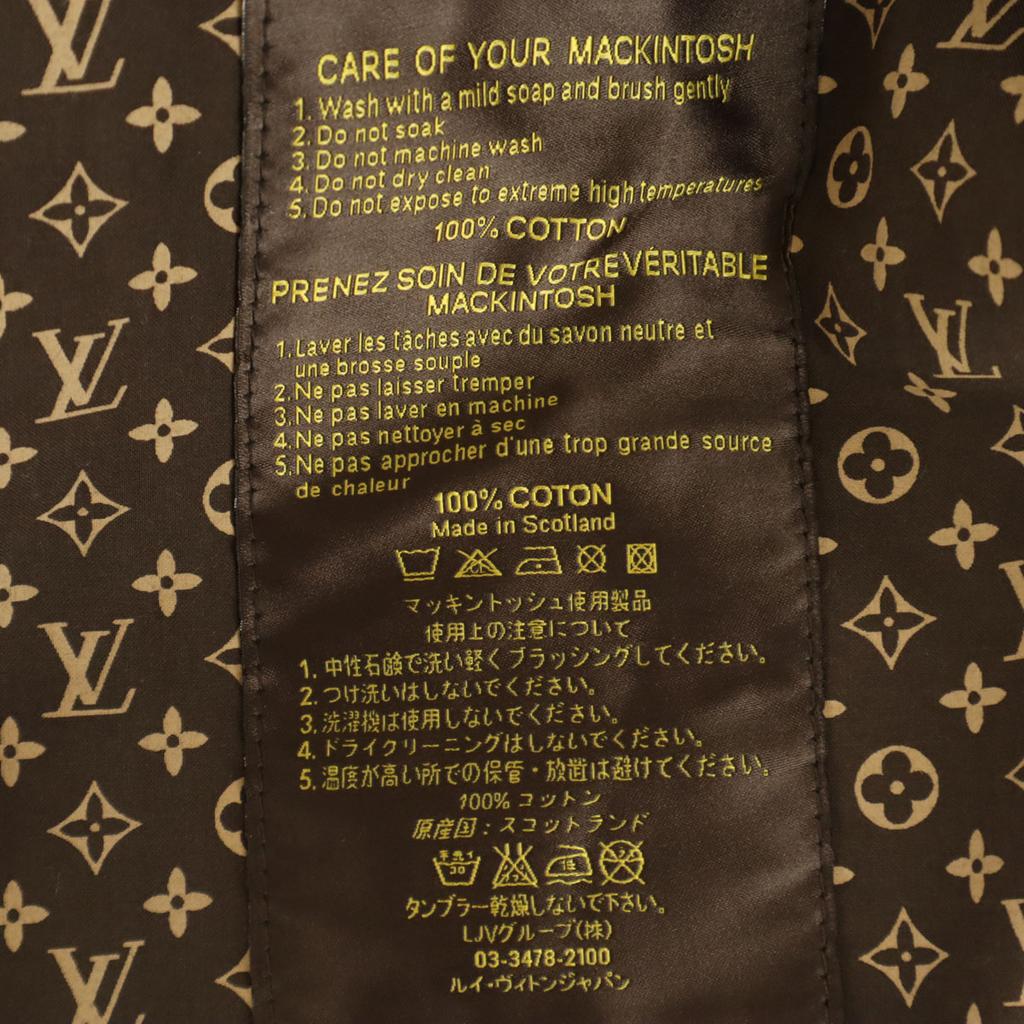 CARE OF YOUR MACKINTOSH
1. Wash with a mild soap and brush gently
2. Do not soak
3. Do not machine wash
4. Do not dry clean
5. Do not expose to extreme high temperatures
100% COTTON
PRENEZ SOIN DE VOTRE VÉRITABLE
MACKINTOSH
1. Laver les tâches avec du savon neutre et
une brosse souple
2. Ne pas laisser tremper
3. Ne pas laver en machine
4. Ne pas nettoyer à sec
5. Ne pas approcher d'une trop grande source
de chaleur
100% COTON
Made in Scotland
マッキントッシュ使用製品
使用上の注意について
1. 中性石鹸で洗い軽くブラッシングしてください。
2. つけ洗いはしないでください。
3. 洗濯機は使用しないでください。
4. ドライクリーニングはしないでください。
5. 温度が高い所での保管・放置は避けてください。
100% コットン
原産国：スコットランド
30 低
タンブラー乾燥しないで下さい。
LJVグループ(株)
03-3478-2100
ルイ・ヴィトンジャパン